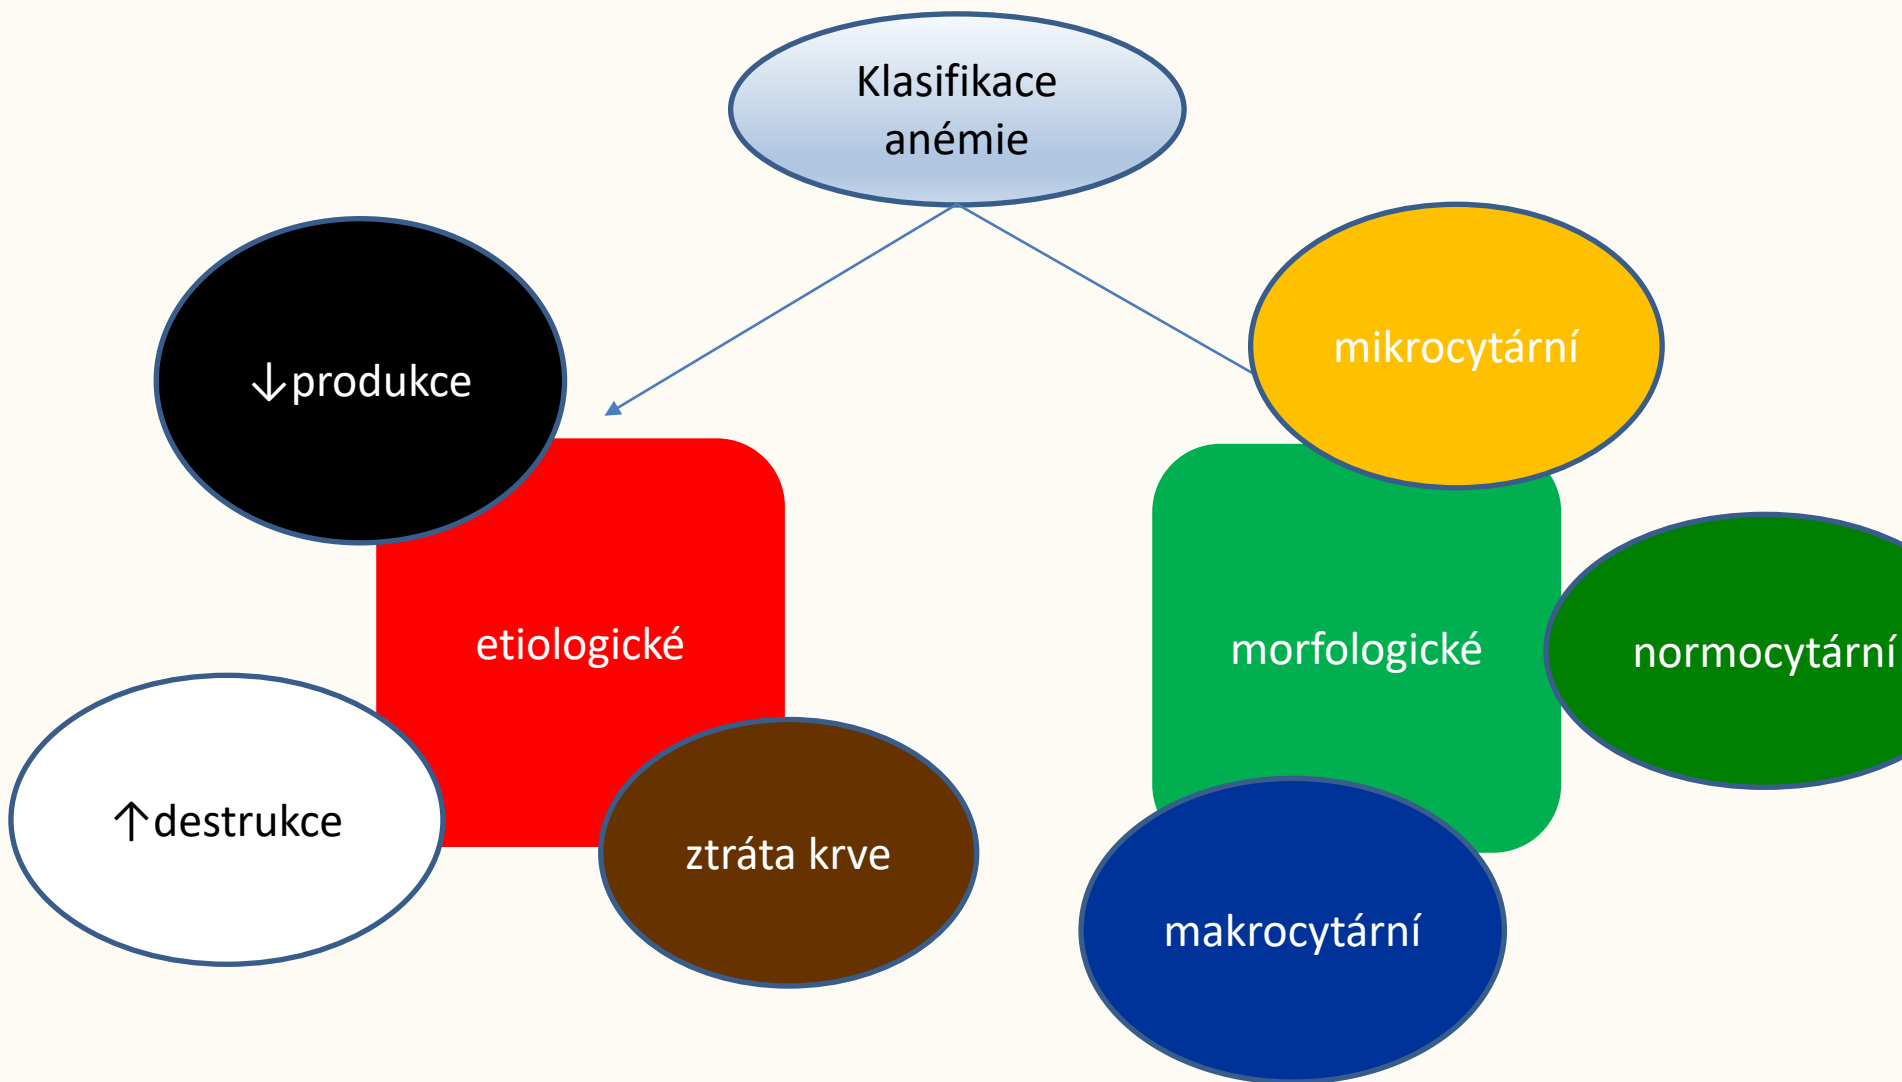 Klasifikace
anémie
↓produkce
etiologické
↑destrukce
ztráta krve
mikrocytární
morfologické
normocytární
makrocytární